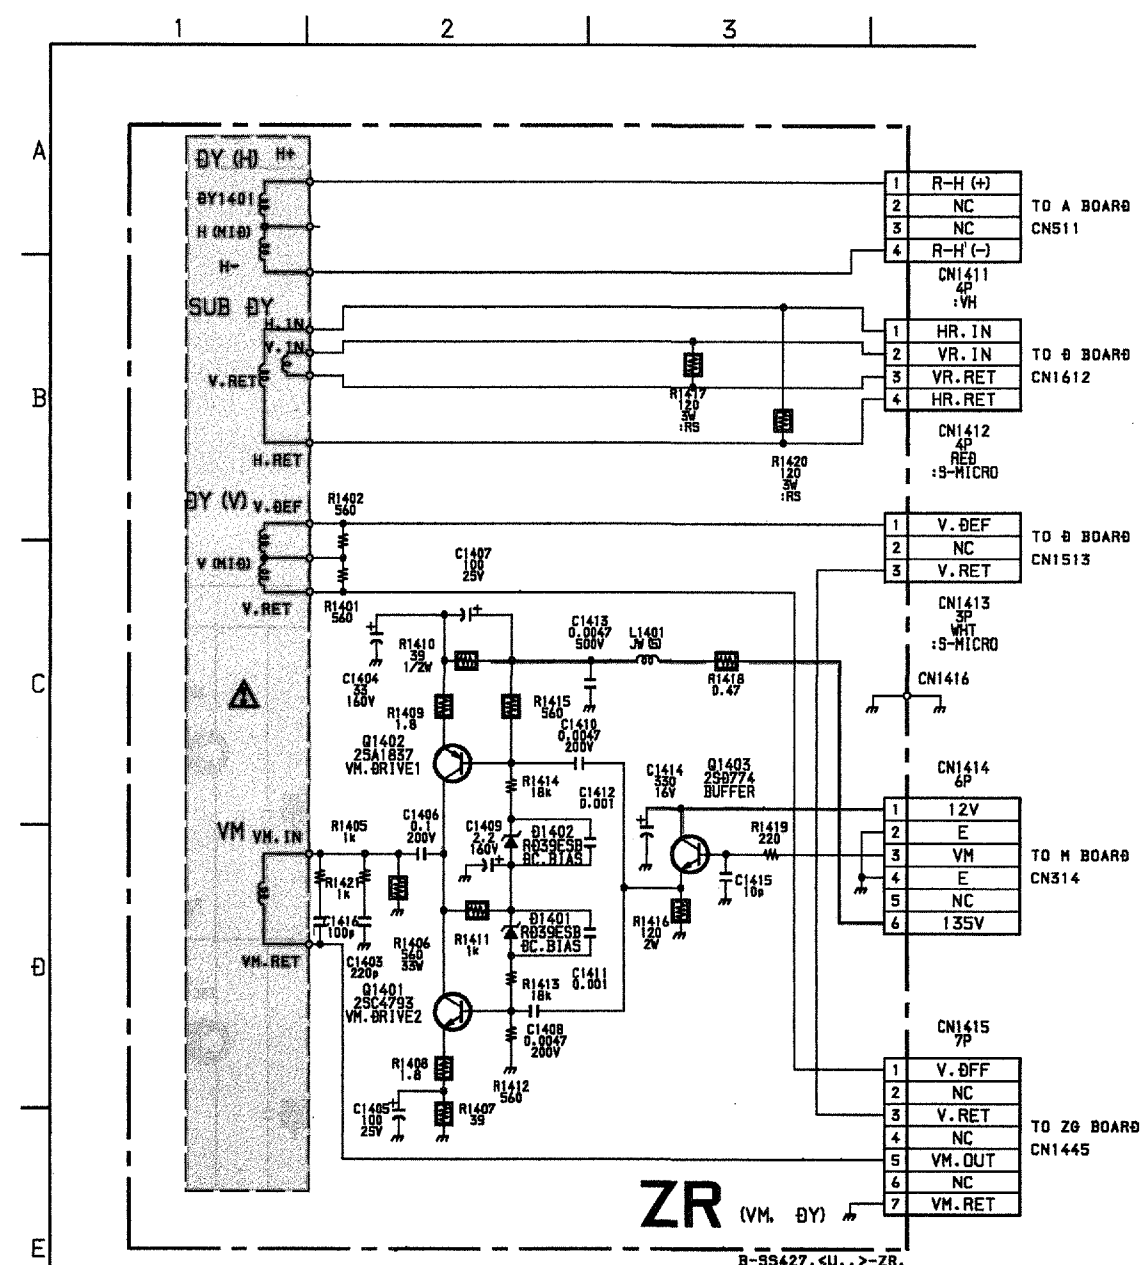 1 2 3
A
B
C
D
E
DY (H) H+
DY1401
H (MID)
H-
SUB DY
H.IN
V.IN
V.RET
H.RET
DY (V) V.DEF
V (MID)
V.RET
VM VM.IN
VM.RET
1 R-H (+)
2 NC
3 NC
4 R-H (-)
TO A BOARD
CN511
CN1411
4P
:VH
1 HR.IN
2 VR.IN
3 VR.RET
4 HR.RET
TO D BOARD
CN1612
CN1412
4P
RED
:S-MICRO
R1417
120
3W
:RS
R1420
120
3W
:RS
1 V.DEF
2 NC
3 V.RET
TO D BOARD
CN1513
CN1413
3P
WHT
:S-MICRO
CN1416
R1402
560
R1401
560
C1407
100
25V
C1404
33
160V
R1410
39
1/2W
C1413
0.0047
500V
L1401
JW(5)
R1418
0.47
R1409
1.8
R1415
560
C1410
0.0047
200V
Q1402
2SA1837
VM.DRIVE1
R1414
18k
C1412
0.001
C1414
330
16V
Q1403
2SD774
BUFFER
R1405
1k
C1406
0.1
200V
C1409
2.2
160V
D1402
RD39ESB
DC.BIAS
R1419
220
R1421
1k
C1416
100p
C1403
220p
R1406
560
33W
R1411
1k
D1401
RD39ESB
DC.BIAS
R1416
120
2W
C1415
10p
Q1401
2SC4793
VM.DRIVE2
R1413
18k
C1411
0.001
C1408
0.0047
200V
R1408
1.8
R1412
560
C1405
100
25V
R1407
39
CN1414
6P
1 12V
2 E
3 VM
4 E
5 NC
6 135V
TO M BOARD
CN314
CN1415
7P
1 V.DFF
2 NC
3 V.RET
4 NC
5 VM.OUT
6 NC
7 VM.RET
TO ZG BOARD
CN1445
ZR (VM, DY)
B-SS427.<U..>-ZR.